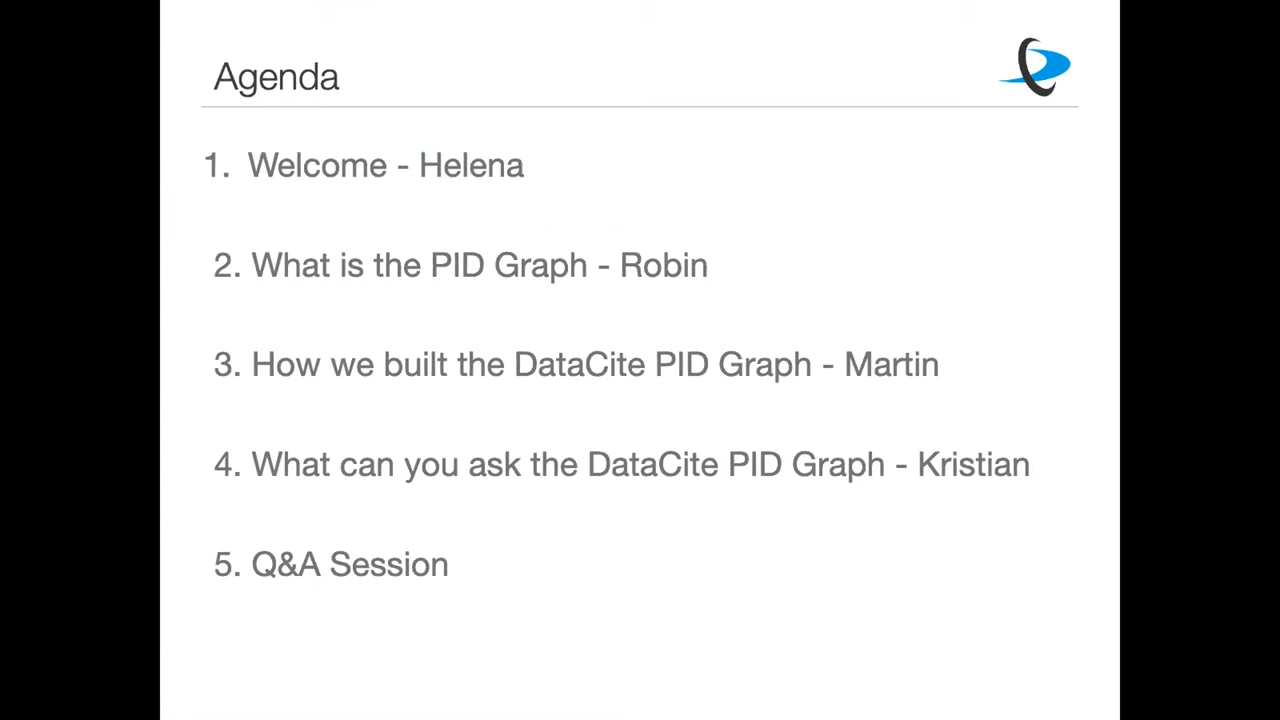 Agenda
1. Welcome - Helena
2. What is the PID Graph - Robin
3. How we built the DataCite PID Graph - Martin
4. What can you ask the DataCite PID Graph - Kristian
5. Q&A Session